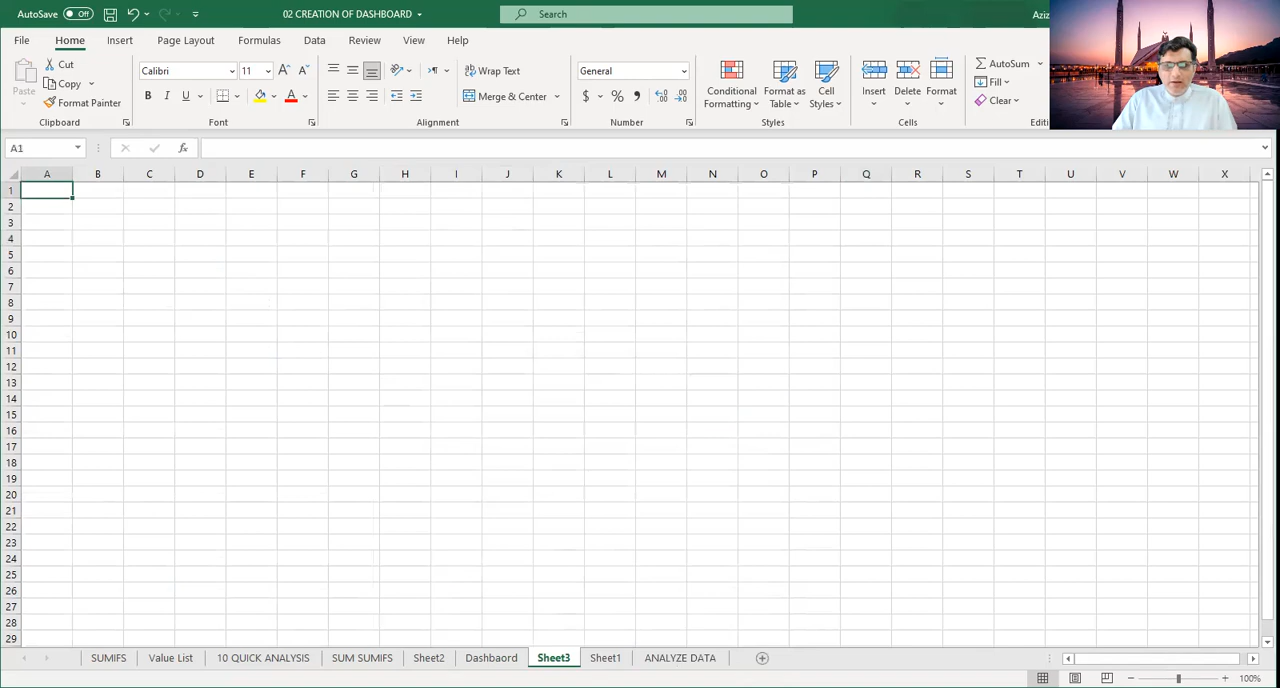 AutoSave Off 02 CREATION OF DASHBOARD Search Aziz
File Home Insert Page Layout Formulas Data Review View Help
Paste Cut Copy Format Painter
Calibri 11
B I U A
Wrap Text
Merge & Center
General
$ % 9
Conditional Formatting Format as Table Cell Styles
Insert Delete Format
AutoSum
Fill
Clear
Clipboard Font Alignment Number Styles Cells Editi
A1 fx
A B C D E F G H I J K L M N O P Q R S T U V W X
1
2
3
4
5
6
7
8
9
10
11
12
13
14
15
16
17
18
19
20
21
22
23
24
25
26
27
28
29
SUMIFS Value List 10 QUICK ANALYSIS SUM SUMIFS Sheet2 Dashbaord Sheet3 Sheet1 ANALYZE DATA
100%